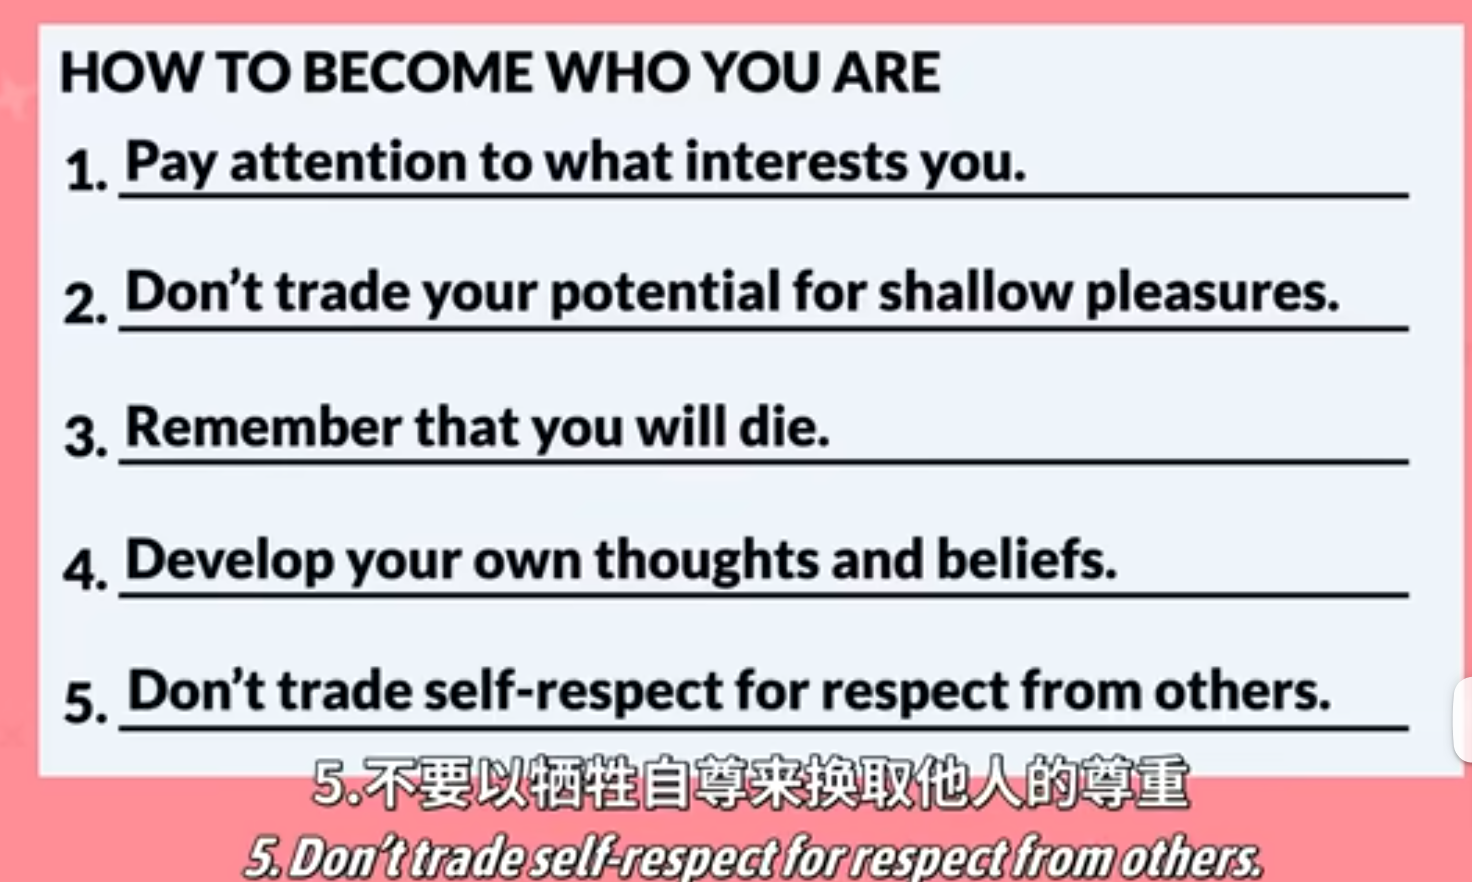 HOW TO BECOME WHO YOU ARE
1. Pay attention to what interests you.
2. Don’t trade your potential for shallow pleasures.
3. Remember that you will die.
4. Develop your own thoughts and beliefs.
5. Don’t trade self-respect for respect from others.
5.不要以牺牲自尊来换取他人的尊重
5. Don't trade self-respect for respect from others.